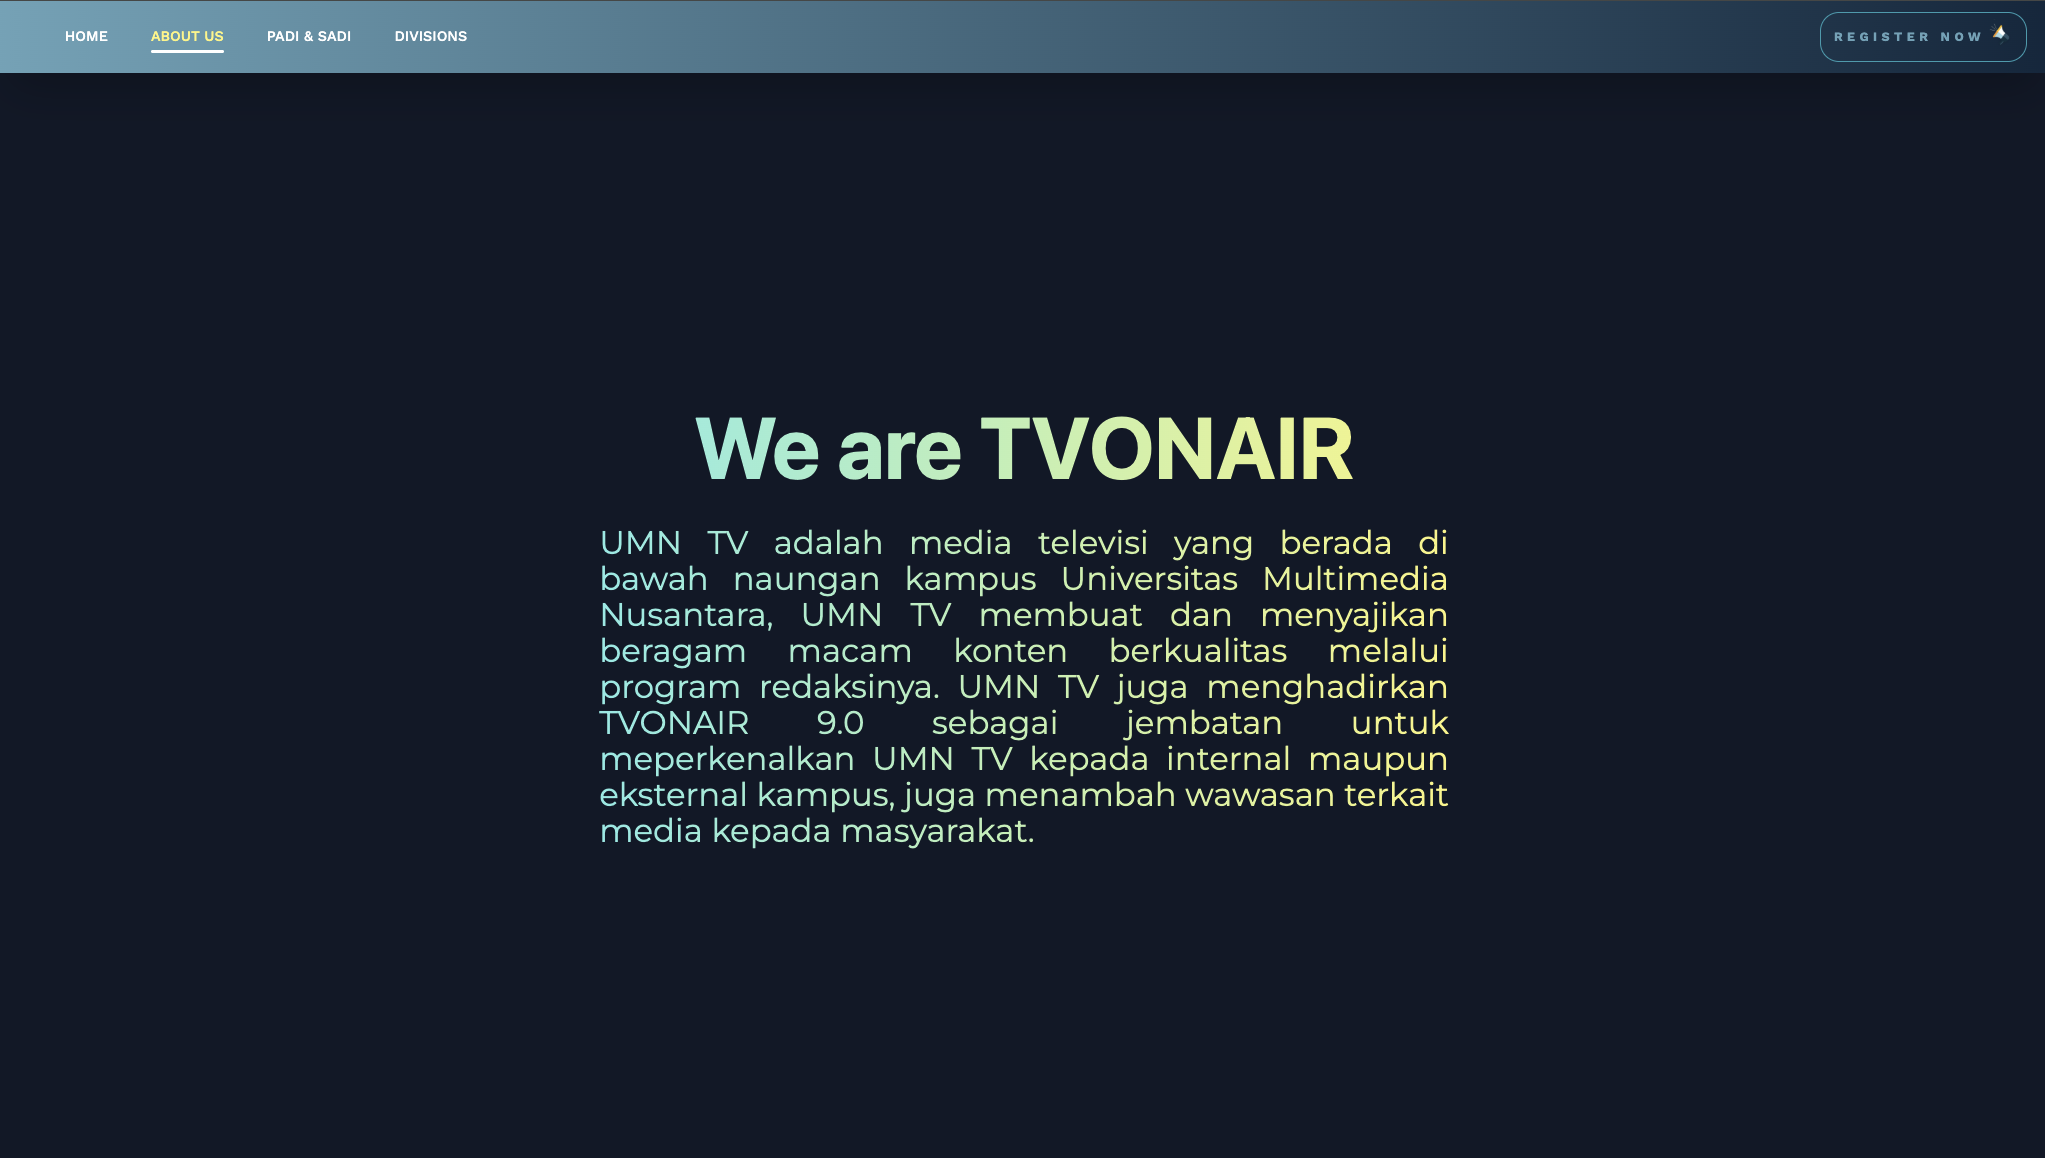 HOME
ABOUT US
PADI & SADI
DIVISIONS
REGISTER NOW
We are TVONAIR
UMN TV adalah media televisi yang berada di
bawah naungan kampus Universitas Multimedia
Nusantara, UMN TV membuat dan menyajikan
beragam macam konten berkualitas melalui
program redaksinya. UMN TV juga menghadirkan
TVONAIR 9.0 sebagai jembatan untuk
meperkenalkan UMN TV kepada internal maupun
eksternal kampus, juga menambah wawasan terkait
media kepada masyarakat.